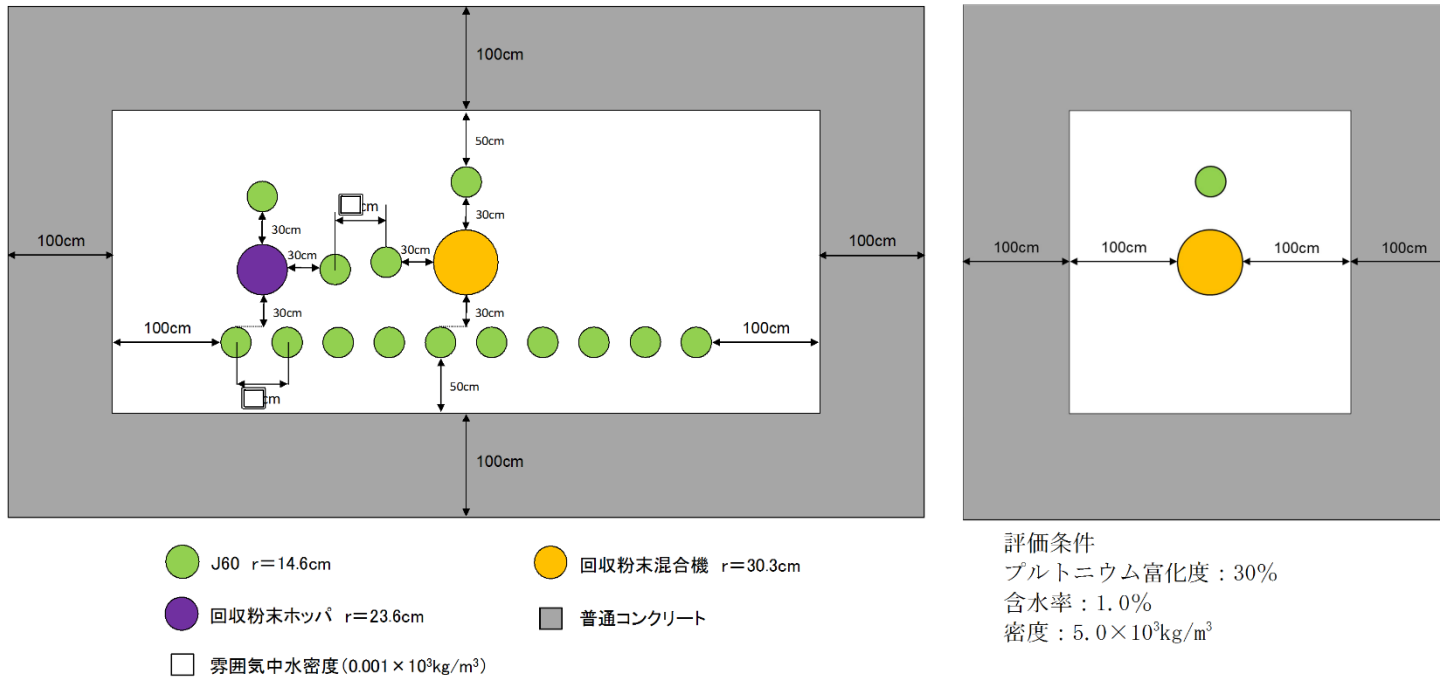 100cm
50cm
30cm
cm
30cm
30cm
30cm
100cm
100cm
30cm
30cm
100cm
100cm
cm
50cm
100cm
100cm
100cm
100cm
100cm
J60 r=14.6cm
回収粉末混合機 r=30.3cm
回収粉末ホッパ r=23.6cm
普通コンクリート
雰囲気中水密度(0.001×10³kg/m³)
評価条件
プルトニウム富化度：30%
含水率：1.0%
密度：5.0×10³kg/m³